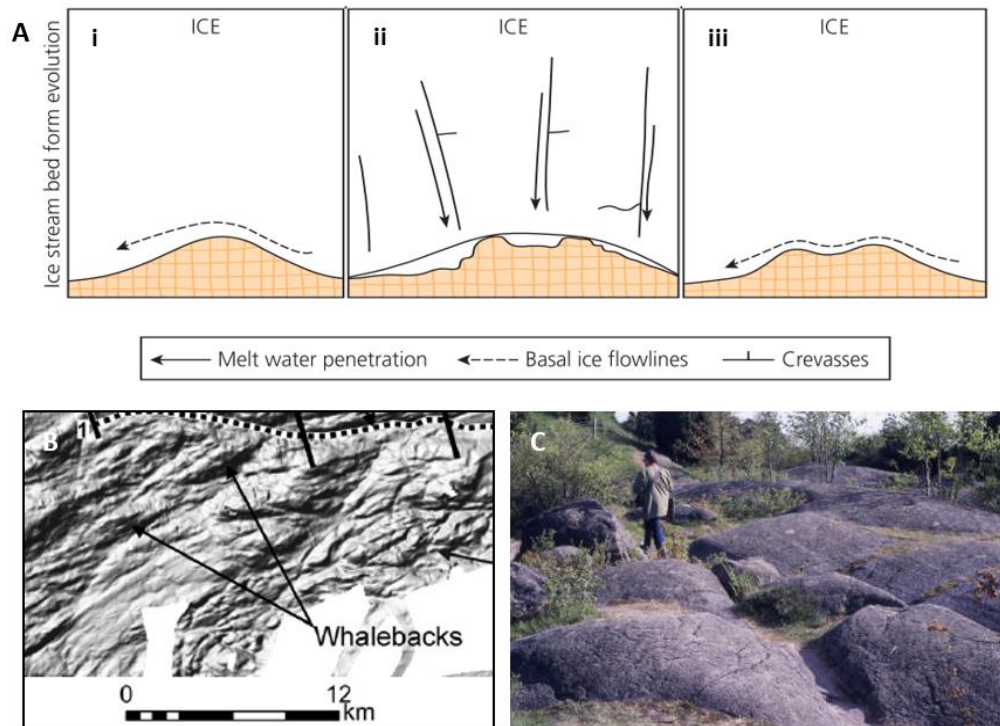 A
i
ICE
ii
ICE
iii
ICE
Ice stream bed form evolution
Melt water penetration
Basal ice flowlines
Crevasses
B
1
Whalebacks
0
12
km
C